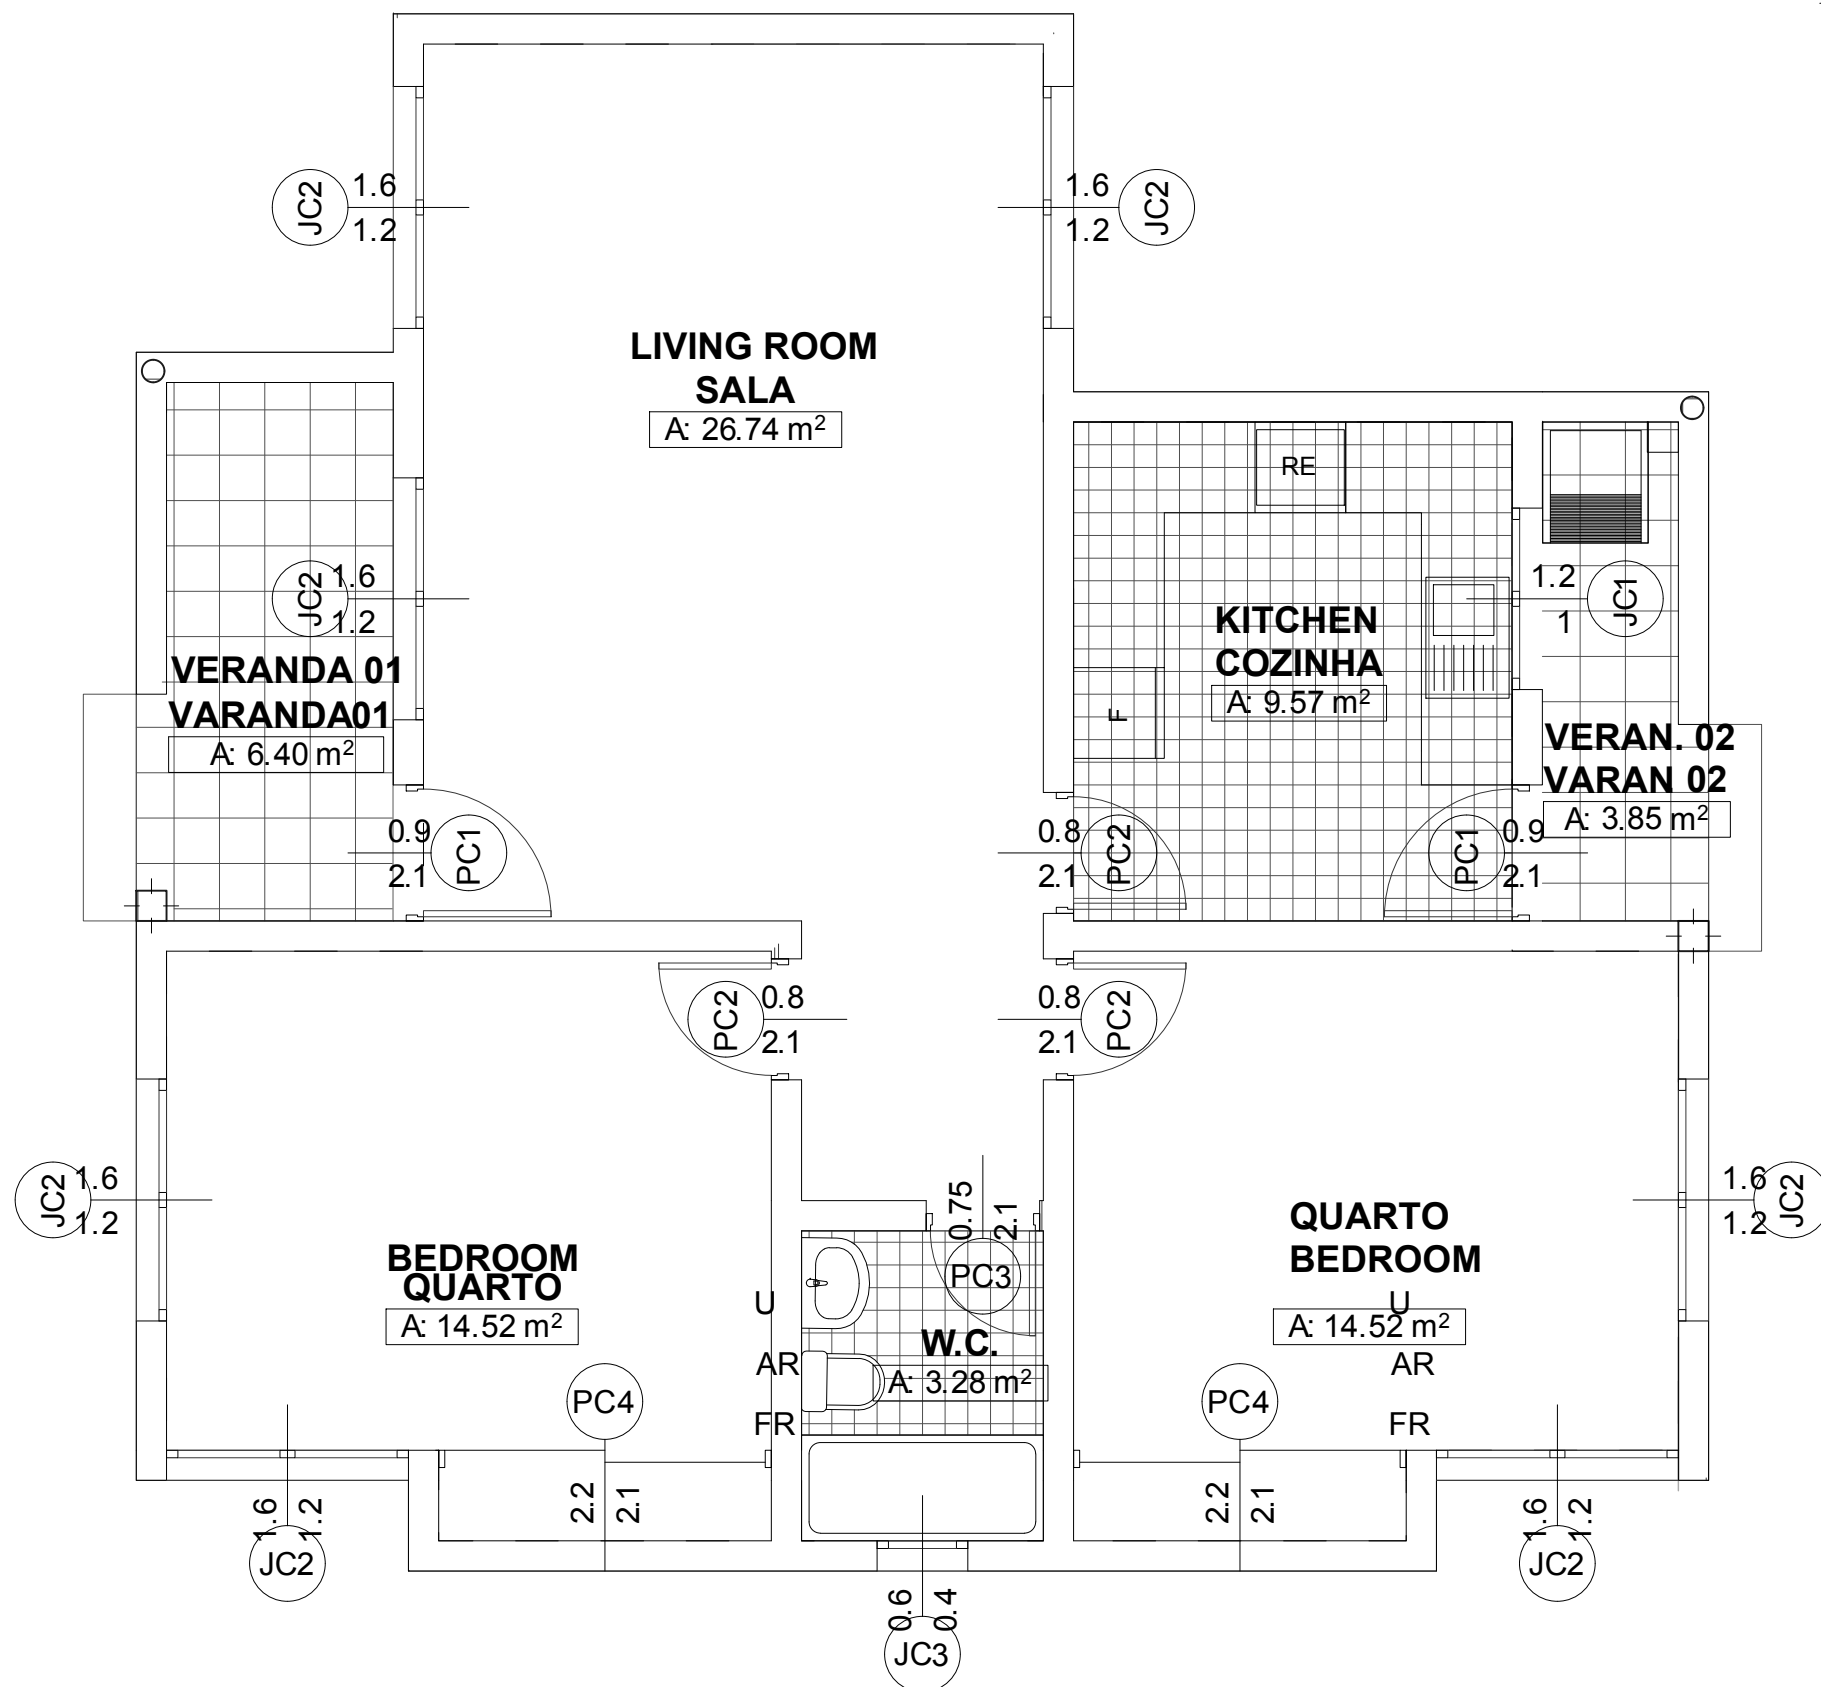 JC2
1.6
1.2
1.6
1.2
JC2
LIVING ROOM
SALA
A: 26.74 m²
RE
JC2
1.6
1.2
1.2
1
JC1
KITCHEN
COZINHA
A: 9.57 m²
F
VERANDA 01
VARANDA01
A: 6.40 m²
VERAN. 02
VARAN 02
A: 3.85 m²
0.9
2.1
PC1
0.8
2.1
PC2
PC1
0.9
2.1
PC2
0.8
2.1
0.8
2.1
PC2
JC2
1.6
1.2
0.75
2.1
PC3
1.6
1.2
JC2
BEDROOM
QUARTO
A: 14.52 m²
U
AR
FR
W.C.
A: 3.28 m²
QUARTO
BEDROOM
U
A: 14.52 m²
AR
FR
PC4
2.2
2.1
PC4
2.2
2.1
1.6
1.2
JC2
1.6
1.2
JC2
0.6
0.4
JC3